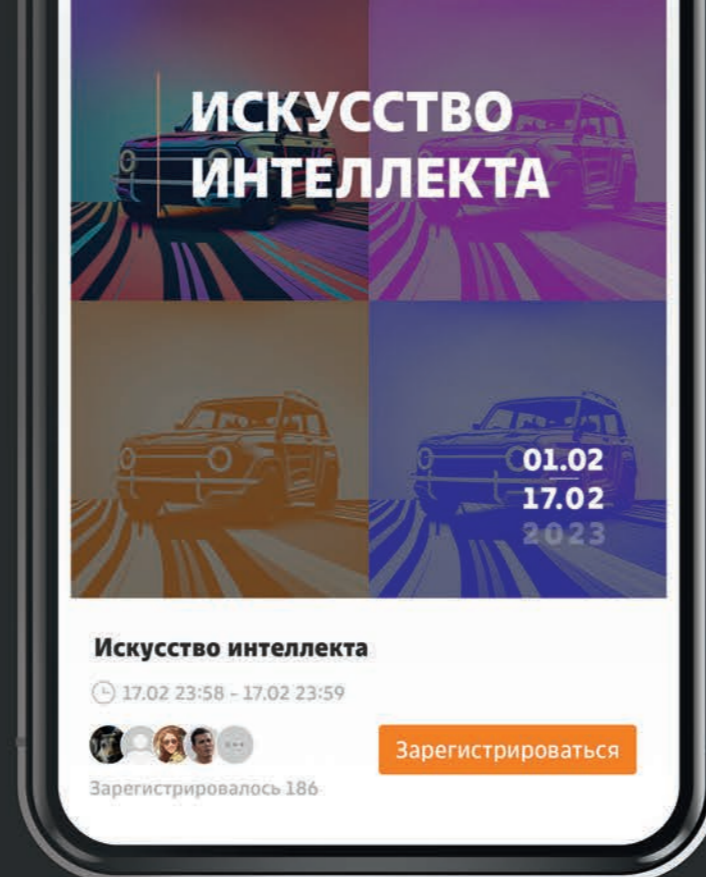 ИСКУССТВО
ИНТЕЛЛЕКТА
01.02
17.02
2023
Искусство интеллекта
17.02 23:58 - 17.02 23:59
Зарегистрироваться
Зарегистрировалось 186